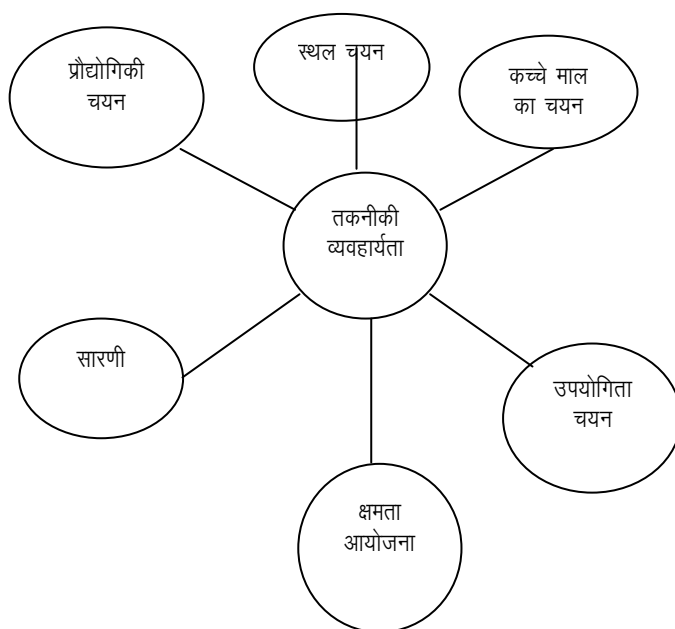 स्थल चयन
प्रौद्योगिकी
चयन
कच्चे माल
का चयन
तकनीकी
व्यवहार्यता
सारणी
उपयोगिता
चयन
क्षमता
आयोजना